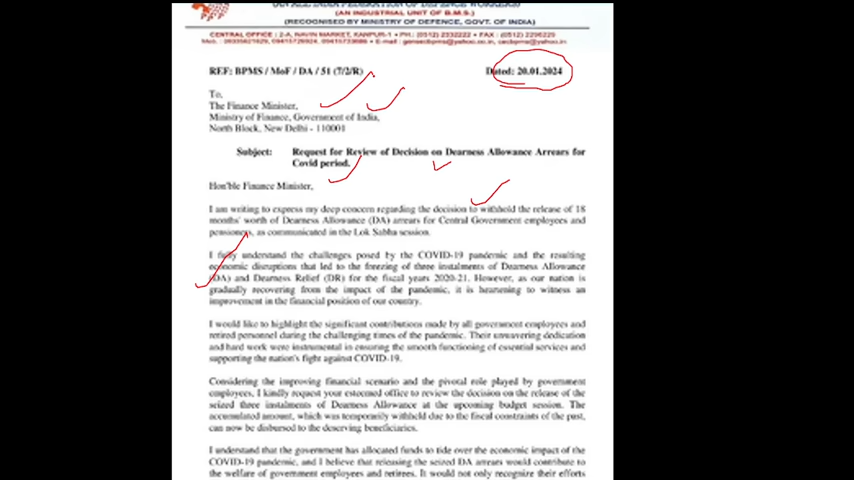 (AN INDUSTRIAL UNIT OF B.M.S.)
(RECOGNISED BY MINISTRY OF DEFENCE, GOVT. OF INDIA)
CENTRAL OFFICE : 2-A, NAVIN MARKET, KANPUR-1 • PH.: (0512) 2332222 • FAX : (0512) 2296229
REF: BPMS / MoF / DA / 51 (7/2/R) Dated: 20.01.2024
To,
The Finance Minister,
Ministry of Finance, Government of India,
North Block, New Delhi - 110001
Subject: Request for Review of Decision on Dearness Allowance Arrears for
Covid period.
Hon'ble Finance Minister,
I am writing to express my deep concern regarding the decision to withhold the release of 18
months' worth of Dearness Allowance (DA) arrears for Central Government employees and
pensioners, as communicated in the Lok Sabha session.
I fully understand the challenges posed by the COVID-19 pandemic and the resulting
economic disruptions that led to the freezing of three instalments of Dearness Allowance
(DA) and Dearness Relief (DR) for the fiscal years 2020-21. However, as our nation is
gradually recovering from the impact of the pandemic, it is heartening to witness an
improvement in the financial position of our country.
I would like to highlight the significant contributions made by all government employees and
retired personnel during the challenging times of the pandemic. Their unwavering dedication
and hard work were instrumental in ensuring the smooth functioning of essential services and
supporting the nation's fight against COVID-19.
Considering the improving financial scenario and the pivotal role played by government
employees, I kindly request your esteemed office to review the decision on the release of the
seized three instalments of Dearness Allowance at the upcoming budget session. The
accumulated amount, which was temporarily withheld due to the fiscal constraints of the past,
can now be disbursed to the deserving beneficiaries.
I understand that the government has allocated funds to tide over the economic impact of the
COVID-19 pandemic, and I believe that releasing the seized DA arrears would contribute to
the welfare of government employees and retirees. It would not only recognize their efforts